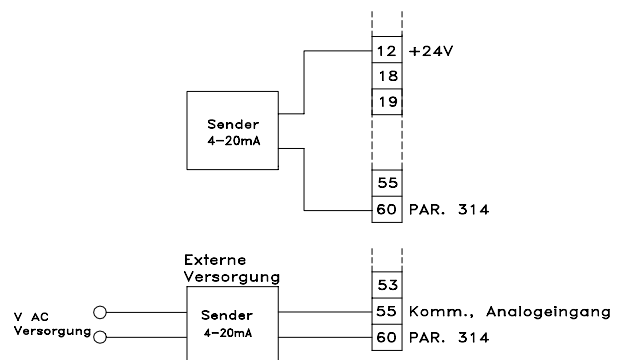 12 +24V
18
19
Sender
4-20mA
55
60 PAR. 314
Externe
Versorgung
53
V AC
Versorgung
Sender
4-20mA
55 Komm., Analogeingang
60 PAR. 314